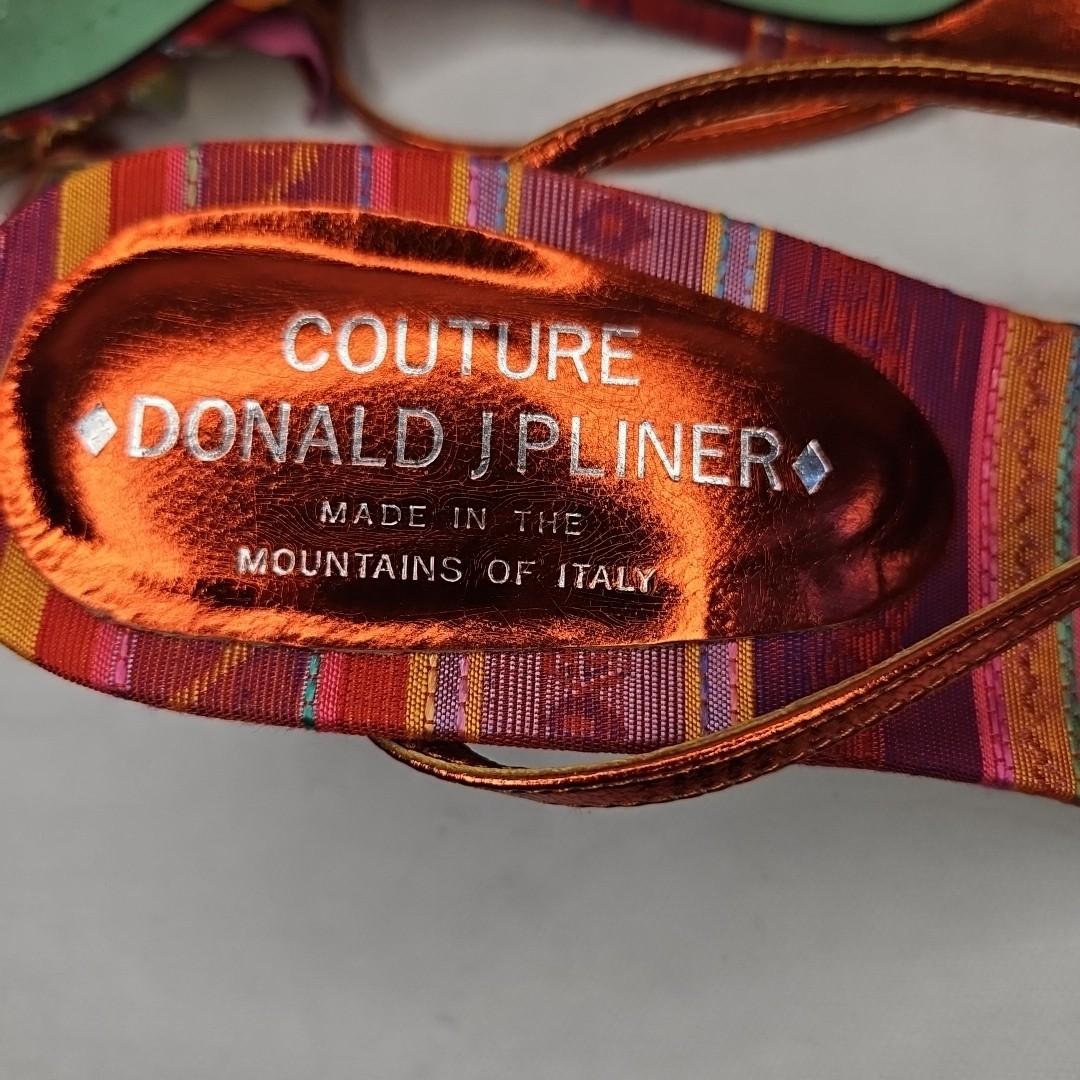 COUTURE
♦DONALD J PLINER♦
MADE IN THE
MOUNTAINS OF ITALY